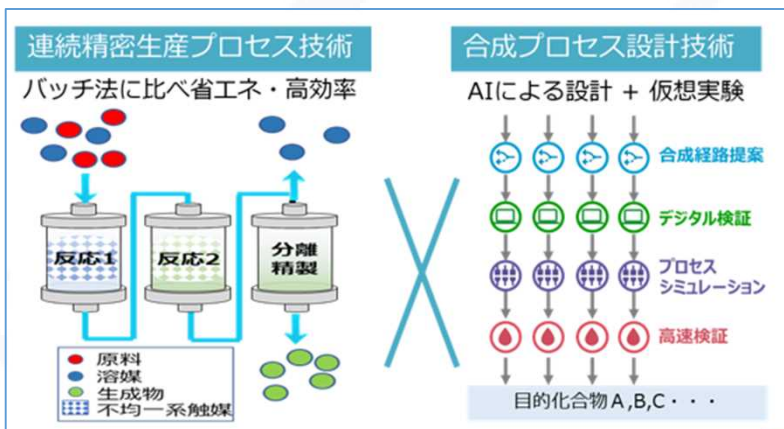 連続精密生産プロセス技術
バッチ法に比べ省エネ・高効率
反応1
反応2
分離
精製
原料
溶媒
生成物
不均一系触媒
合成プロセス設計技術
AIによる設計 + 仮想実験
合成経路提案
デジタル検証
プロセス
シミュレーション
高速検証
目的化合物A,B,C・・・